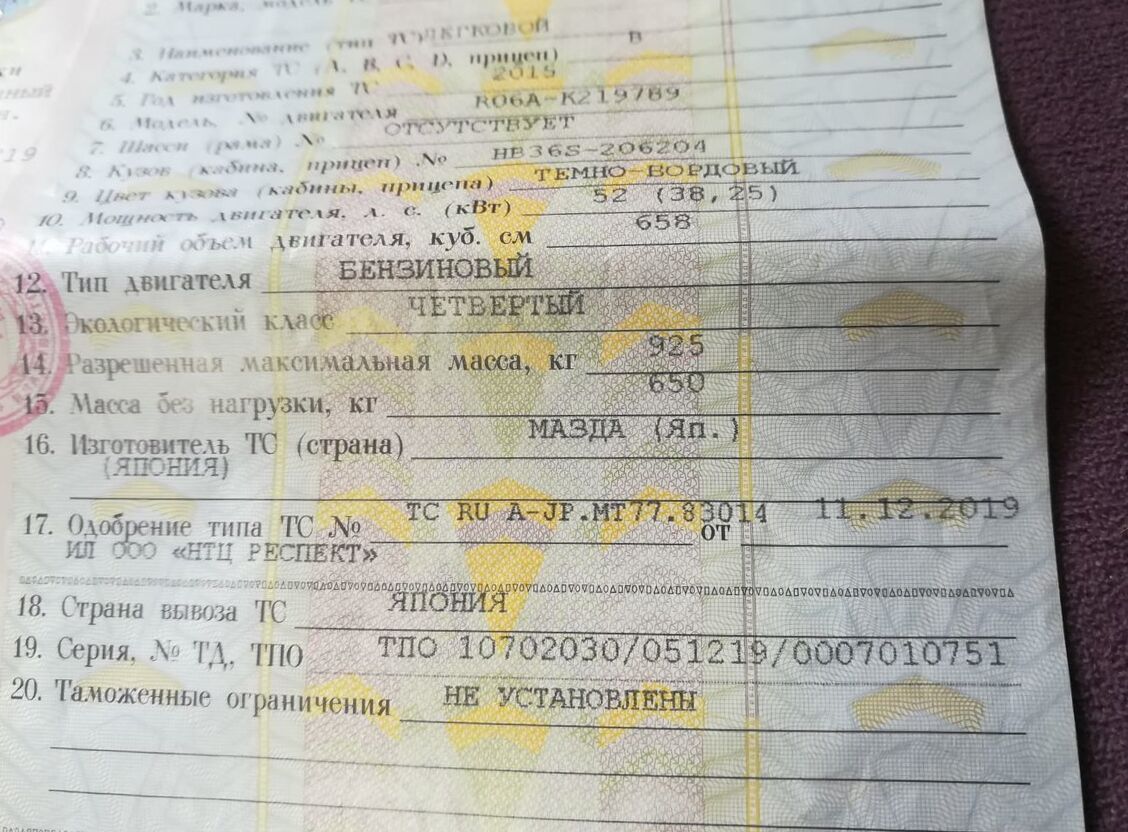 2. Марка, модель ТС
3. Наименование (тип ТС) ЛЕГКОВОЙ
4. Категория ТС (A, B, C, D, прицеп) B
5. Год изготовления ТС 2015
6. Модель, № двигателя R06A-K219789
7. Шасси (рама) № ОТСУТСТВУЕТ
8. Кузов (кабина, прицеп) № HB36S-206204
9. Цвет кузова (кабины, прицепа) ТЕМНО-БОРДОВЫЙ
10. Мощность двигателя, л. с. (кВт) 52 (38,25)
11. Рабочий объем двигателя, куб. см 658
12. Тип двигателя БЕНЗИНОВЫЙ
13. Экологический класс ЧЕТВЕРТЫЙ
14. Разрешенная максимальная масса, кг 925
15. Масса без нагрузки, кг 650
16. Изготовитель ТС (страна) МАЗДА (Яп.)
(ЯПОНИЯ)
17. Одобрение типа ТС № ТС RU А-JP.МТ77.83014 от 11.12.2019
ИЛ ООО «НТЦ РЕСПЕКТ»
18. Страна вывоза ТС ЯПОНИЯ
19. Серия, № ТД, ТПО ТПО 10702030/051219/0007010751
20. Таможенные ограничения НЕ УСТАНОВЛЕНЫ